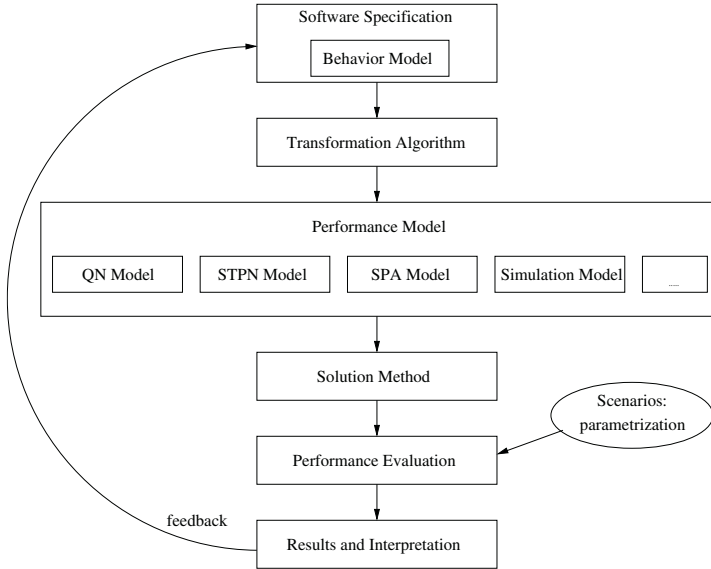 Software Specification
Behavior Model
Transformation Algorithm
Performance Model
QN Model
STPN Model
SPA Model
Simulation Model
......
Solution Method
Scenarios:
parametrization
Performance Evaluation
feedback
Results and Interpretation